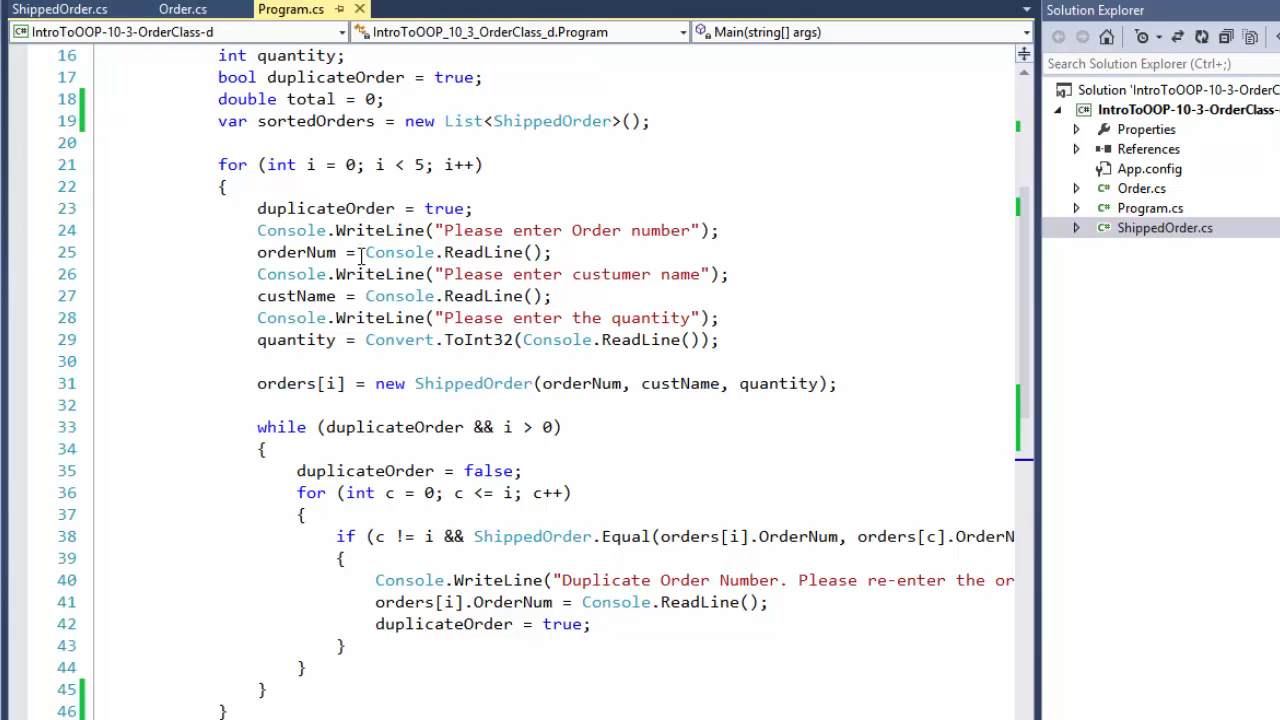 ShippedOrder.cs Order.cs Program.cs
IntroToOOP-10-3-OrderClass-d IntroToOOP_10_3_OrderClass_d.Program Main(string[] args)
16 int quantity;
17 bool duplicateOrder = true;
18 double total = 0;
19 var sortedOrders = new List<ShippedOrder>();
20
21 for (int i = 0; i < 5; i++)
22 {
23 duplicateOrder = true;
24 Console.WriteLine("Please enter Order number");
25 orderNum = Console.ReadLine();
26 Console.WriteLine("Please enter custumer name");
27 custName = Console.ReadLine();
28 Console.WriteLine("Please enter the quantity");
29 quantity = Convert.ToInt32(Console.ReadLine());
30
31 orders[i] = new ShippedOrder(orderNum, custName, quantity);
32
33 while (duplicateOrder && i > 0)
34 {
35 duplicateOrder = false;
36 for (int c = 0; c <= i; c++)
37 {
38 if (c != i && ShippedOrder.Equal(orders[i].OrderNum, orders[c].OrderN
39 {
40 Console.WriteLine("Duplicate Order Number. Please re-enter the or
41 orders[i].OrderNum = Console.ReadLine();
42 duplicateOrder = true;
43 }
44 }
45 }
46 }
Solution Explorer
Search Solution Explorer (Ctrl+;)
Solution 'IntroToOOP-10-3-OrderC
IntroToOOP-10-3-OrderClass-
Properties
References
App.config
Order.cs
Program.cs
ShippedOrder.cs